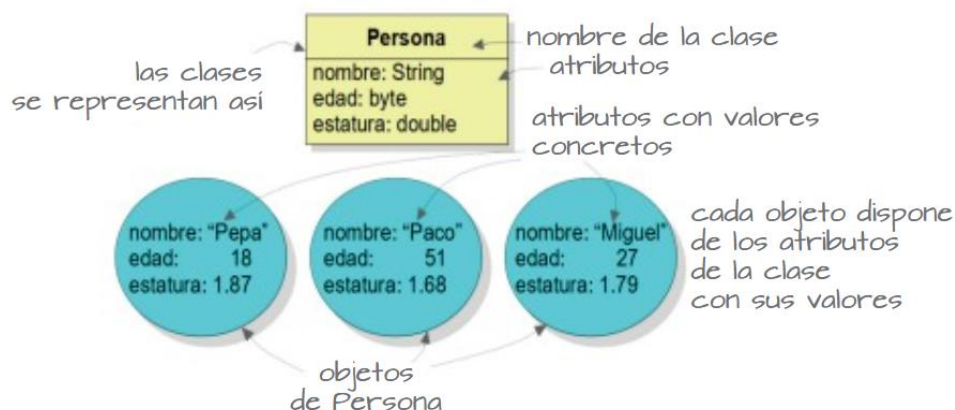 Persona
nombre: String
edad: byte
estatura: double
las clases
se representan así
nombre de la clase
atributos
atributos con valores
concretos
nombre: “Pepa”
edad: 18
estatura: 1.87
nombre: “Paco”
edad: 51
estatura: 1.68
nombre: “Miguel”
edad: 27
estatura: 1.79
cada objeto dispone
de los atributos
de la clase
con sus valores
objetos
de Persona